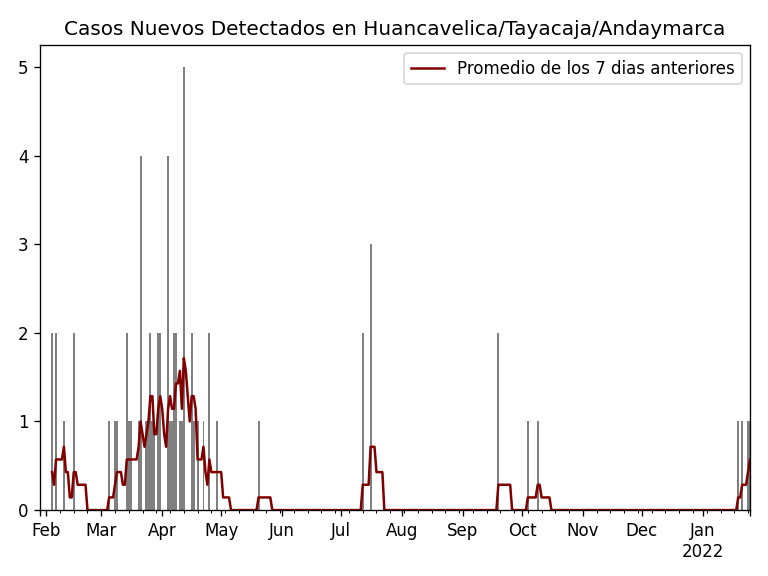 Casos Nuevos Detectados en Huancavelica/Tayacaja/Andaymarca
Promedio de los 7 dias anteriores
5
4
3
2
1
0
Feb Mar Apr May Jun Jul Aug Sep Oct Nov Dec Jan
2022